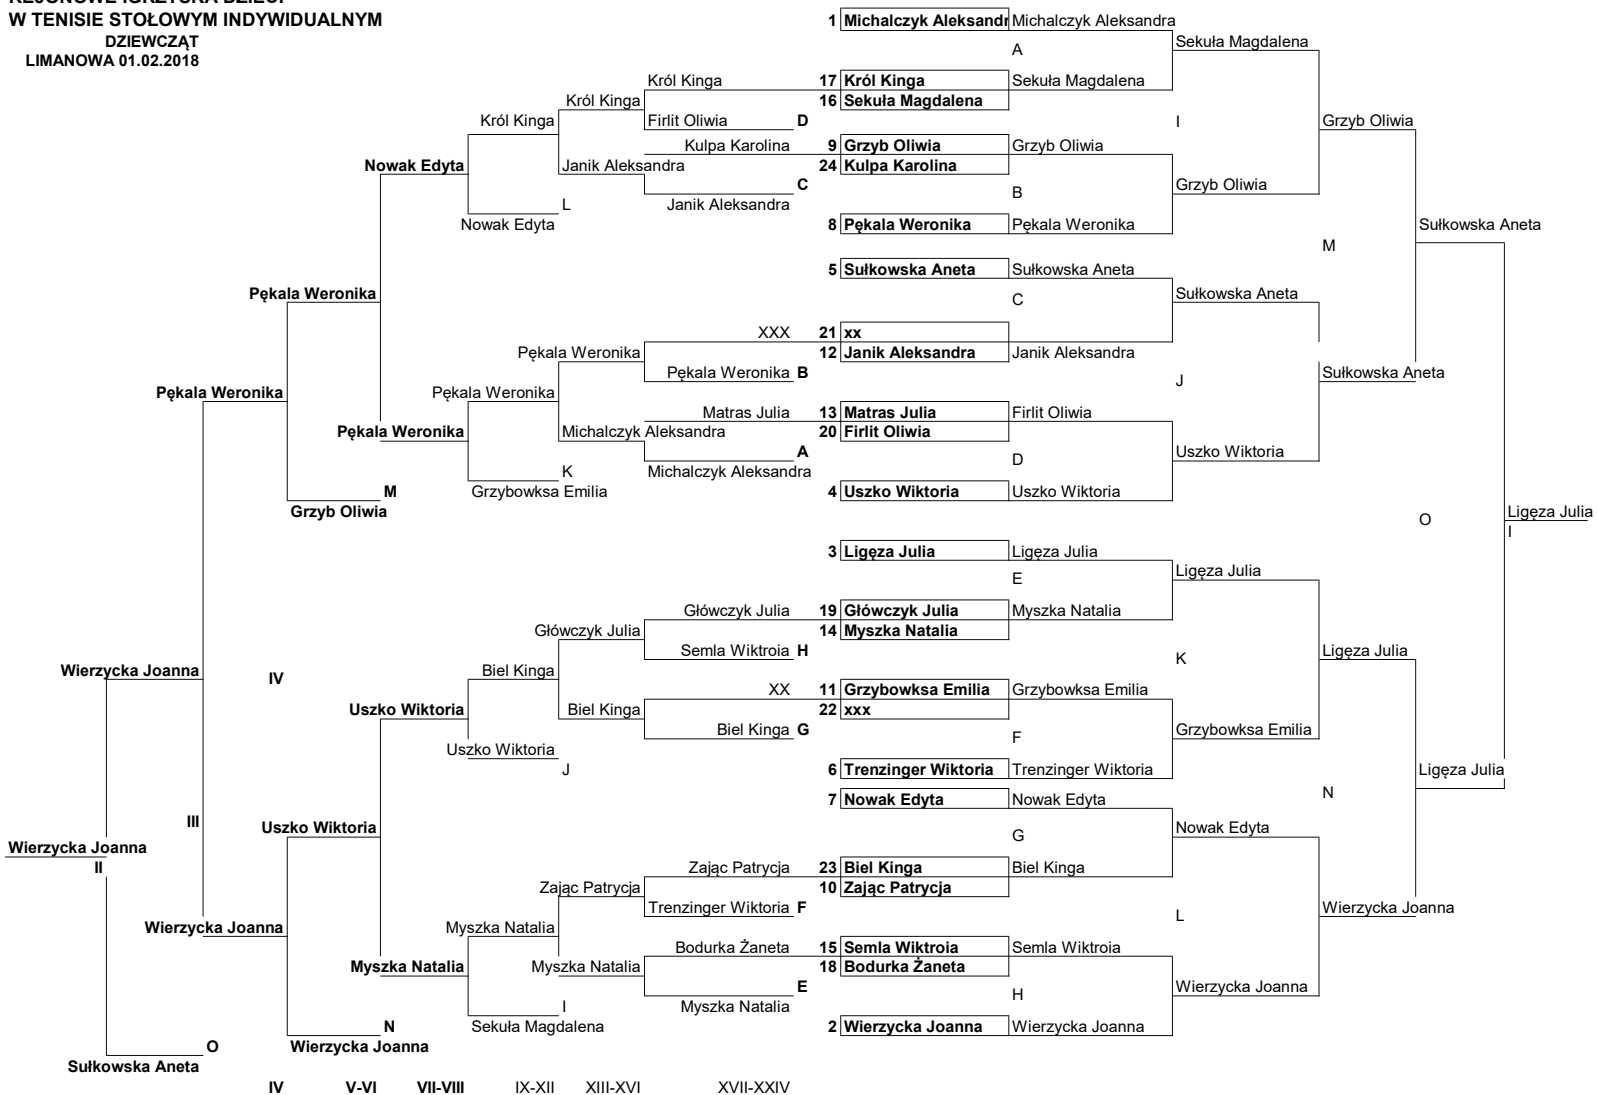 W TENISIE STOŁOWYM INDYWIDUALNYM
DZIEWCZĄT
LIMANOWA 01.02.2018
1 Michalczyk Aleksandr Michalczyk Aleksandra
Sekuła Magdalena
A
Król Kinga 17 Król Kinga Sekuła Magdalena
Król Kinga 16 Sekuła Magdalena
Król Kinga Firlit Oliwia D I Grzyb Oliwia
Kulpa Karolina 9 Grzyb Oliwia Grzyb Oliwia
Nowak Edyta Janik Aleksandra 24 Kulpa Karolina
C B Grzyb Oliwia
L Janik Aleksandra
Nowak Edyta 8 Pękala Weronika Pękala Weronika Sułkowska Aneta
M
5 Sułkowska Aneta Sułkowska Aneta
Pękala Weronika C Sułkowska Aneta
XXX 21 xx
Pękala Weronika 12 Janik Aleksandra Janik Aleksandra
Pękala Weronika B J Sułkowska Aneta
Pękala Weronika Pękala Weronika
Matras Julia 13 Matras Julia Firlit Oliwia
Pękala Weronika Michalczyk Aleksandra 20 Firlit Oliwia
A D Uszko Wiktoria
K Michalczyk Aleksandra
M Grzybowksa Emilia 4 Uszko Wiktoria Uszko Wiktoria
Grzyb Oliwia O Ligęza Julia
I
3 Ligęza Julia Ligęza Julia
E Ligęza Julia
Główczyk Julia 19 Główczyk Julia Myszka Natalia
Główczyk Julia 14 Myszka Natalia
Semla Wiktroia H K Ligęza Julia
Wierzycka Joanna IV Biel Kinga
XX 11 Grzybowksa Emilia Grzybowksa Emilia
Uszko Wiktoria Biel Kinga 22 xxx
Biel Kinga G F Grzybowksa Emilia
Uszko Wiktoria
J 6 Trenzinger Wiktoria Trenzinger Wiktoria Ligęza Julia
7 Nowak Edyta Nowak Edyta N
III Uszko Wiktoria G Nowak Edyta
Wierzycka Joanna
II Zając Patrycja 23 Biel Kinga Biel Kinga
Zając Patrycja 10 Zając Patrycja
Trenzinger Wiktoria F L Wierzycka Joanna
Wierzycka Joanna Myszka Natalia
Bodurka Żaneta 15 Semla Wiktroia Semla Wiktroia
Myszka Natalia Myszka Natalia 18 Bodurka Żaneta
E H Wierzycka Joanna
I Myszka Natalia
N Sekuła Magdalena 2 Wierzycka Joanna Wierzycka Joanna
O Wierzycka Joanna
Sułkowska Aneta
IV V-VI VII-VIII IX-XII XIII-XVI XVII-XXIV